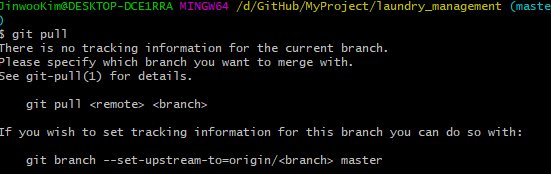 JinwooKim@DESKTOP-DCE1RRA MINGW64 /d/GitHub/MyProject/laundry_management (maste
)
$ git pull
There is no tracking information for the current branch.
Please specify which branch you want to merge with.
See git-pull(1) for details.
git pull <remote> <branch>
If you wish to set tracking information for this branch you can do so with:
git branch --set-upstream-to=origin/<branch> master